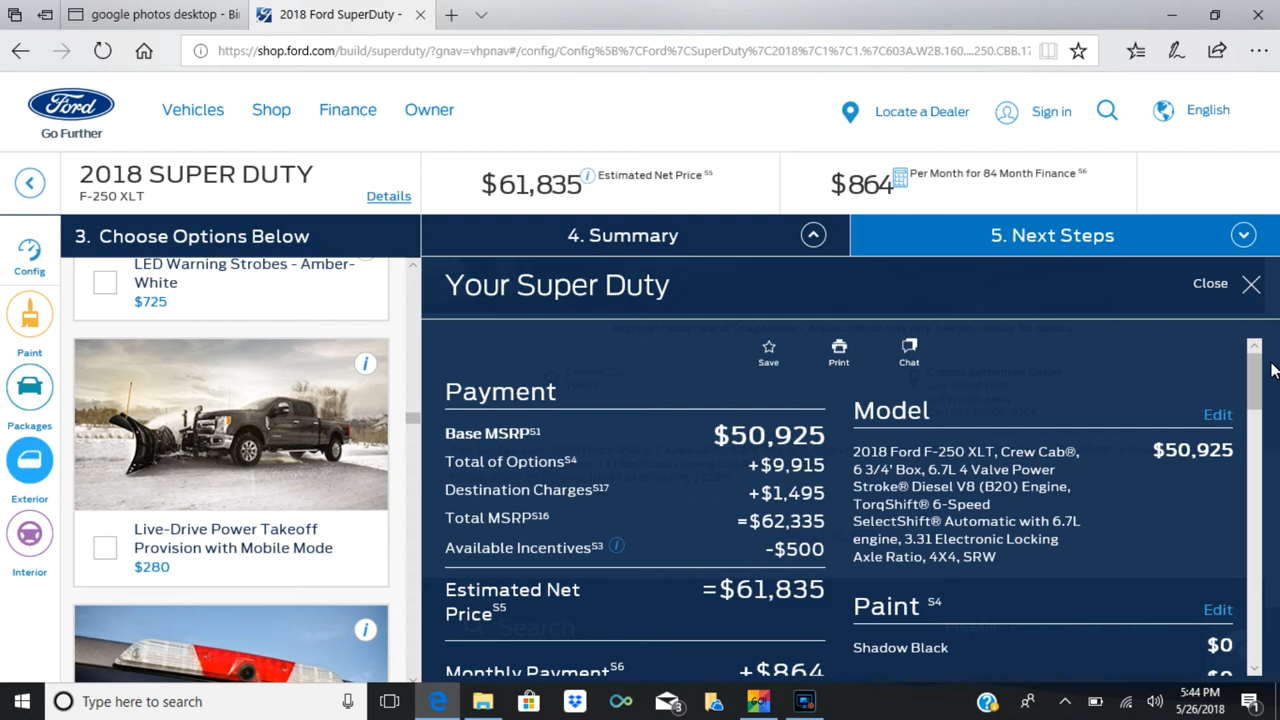 google photos desktop - Bi
2018 Ford SuperDuty -
https://shop.ford.com/build/superduty/?gnav=vhpnav#/config/Config%5B%7CFord%7CSuperDuty%7C2018%7C1%7C1.%7C603A.W2B.160....250.CBB.17
Ford
Go Further
Vehicles
Shop
Finance
Owner
Locate a Dealer
Sign in
English
2018 SUPER DUTY
F-250 XLT
Details
$61,835 Estimated Net Price S5
$864 Per Month for 84 Month Finance S6
3. Choose Options Below
4. Summary
5. Next Steps
Config
Paint
Packages
Exterior
Interior
LED Warning Strobes - Amber-
White
$725
Live-Drive Power Takeoff
Provision with Mobile Mode
$280
Your Super Duty
Close
Save
Print
Chat
Payment
Base MSRP S1 $50,925
Total of Options S4 +$9,915
Destination Charges S17 +$1,495
Total MSRP S16 =$62,335
Available Incentives S3 -$500
Estimated Net =$61,835
Price S5
Search
Monthly Payment S6 +$864
Model Edit
2018 Ford F-250 XLT, Crew Cab®, $50,925
6 3/4' Box, 6.7L 4 Valve Power
Stroke® Diesel V8 (B20) Engine,
TorqShift® 6-Speed
SelectShift® Automatic with 6.7L
engine, 3.31 Electronic Locking
Axle Ratio, 4X4, SRW
Paint S4 Edit
Shadow Black $0
Type here to search
3
5:44 PM
5/26/2018
1